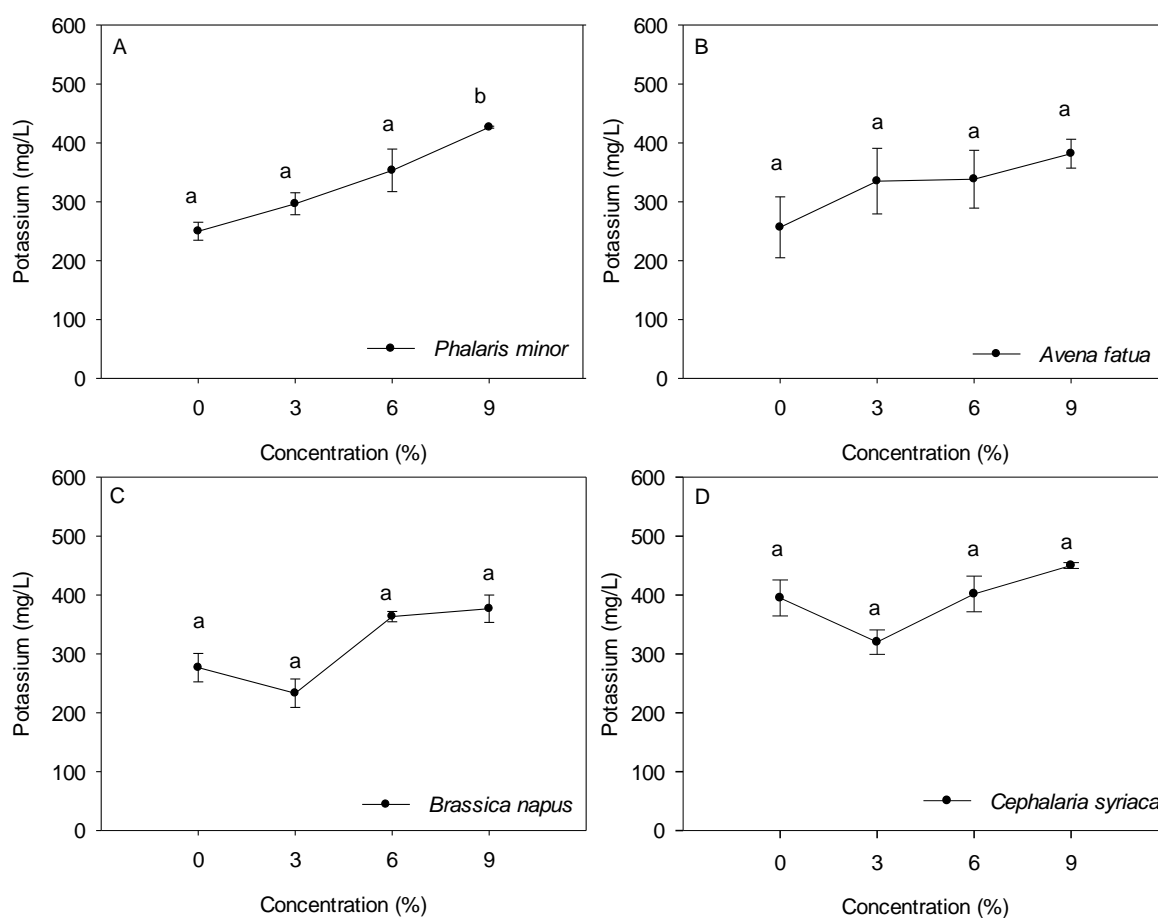 A
600
500
400
300
200
100
0
Potassium (mg/L)
a
a
a
b
Phalaris minor
0 3 6 9
Concentration (%)
B
600
500
400
300
200
100
0
Potassium (mg/L)
a
a
a
a
Avena fatua
0 3 6 9
Concentration (%)
C
600
500
400
300
200
100
0
Potassium (mg/L)
a
a
a
a
Brassica napus
0 3 6 9
Concentration (%)
D
600
500
400
300
200
100
0
Potassium (mg/L)
a
a
a
a
Cephalaria syriaca
0 3 6 9
Concentration (%)